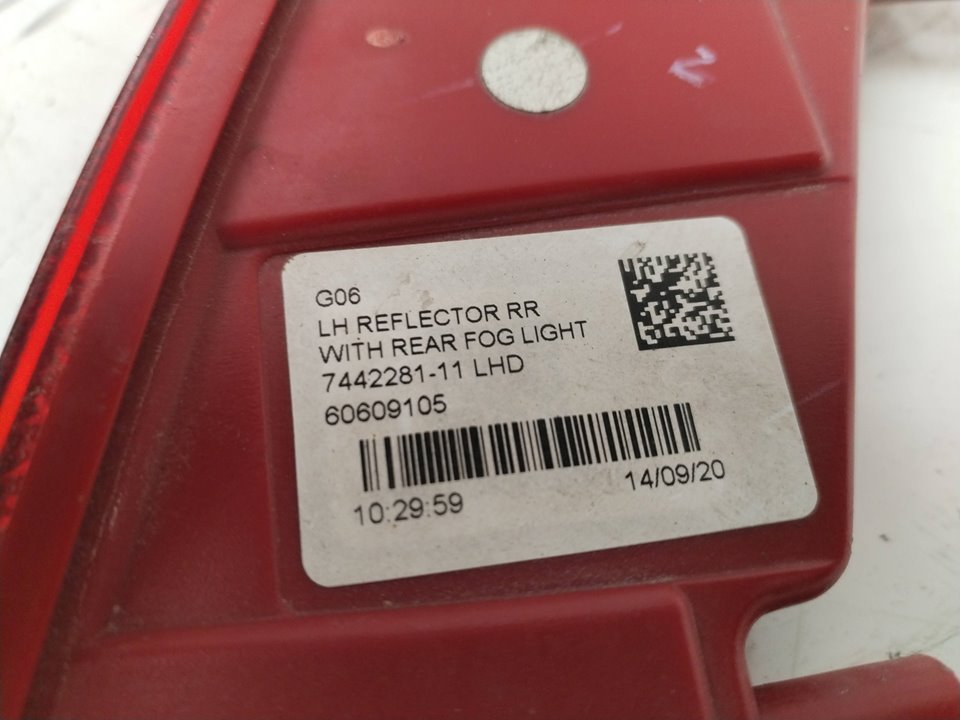 G06
LH REFLECTOR RR
WITH REAR FOG LIGHT
7442281-11 LHD
60609105
10:29:59
14/09/20